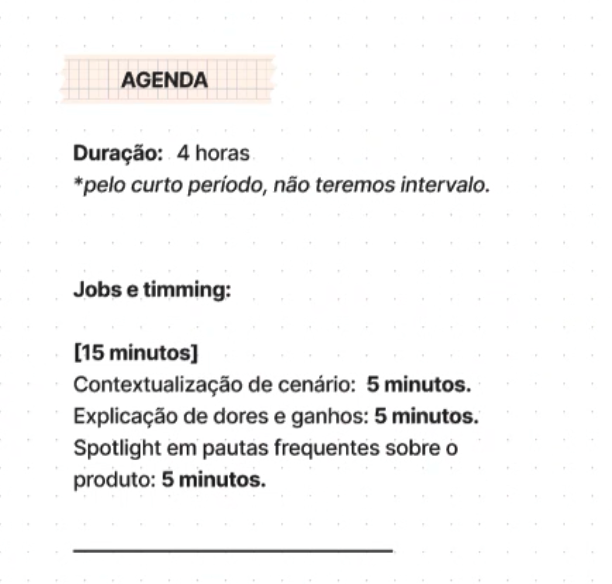 AGENDA
Duração: 4 horas
*pelo curto período, não teremos intervalo.
Jobs e timming:
[15 minutos]
Contextualização de cenário: 5 minutos.
Explicação de dores e ganhos: 5 minutos.
Spotlight em pautas frequentes sobre o
produto: 5 minutos.